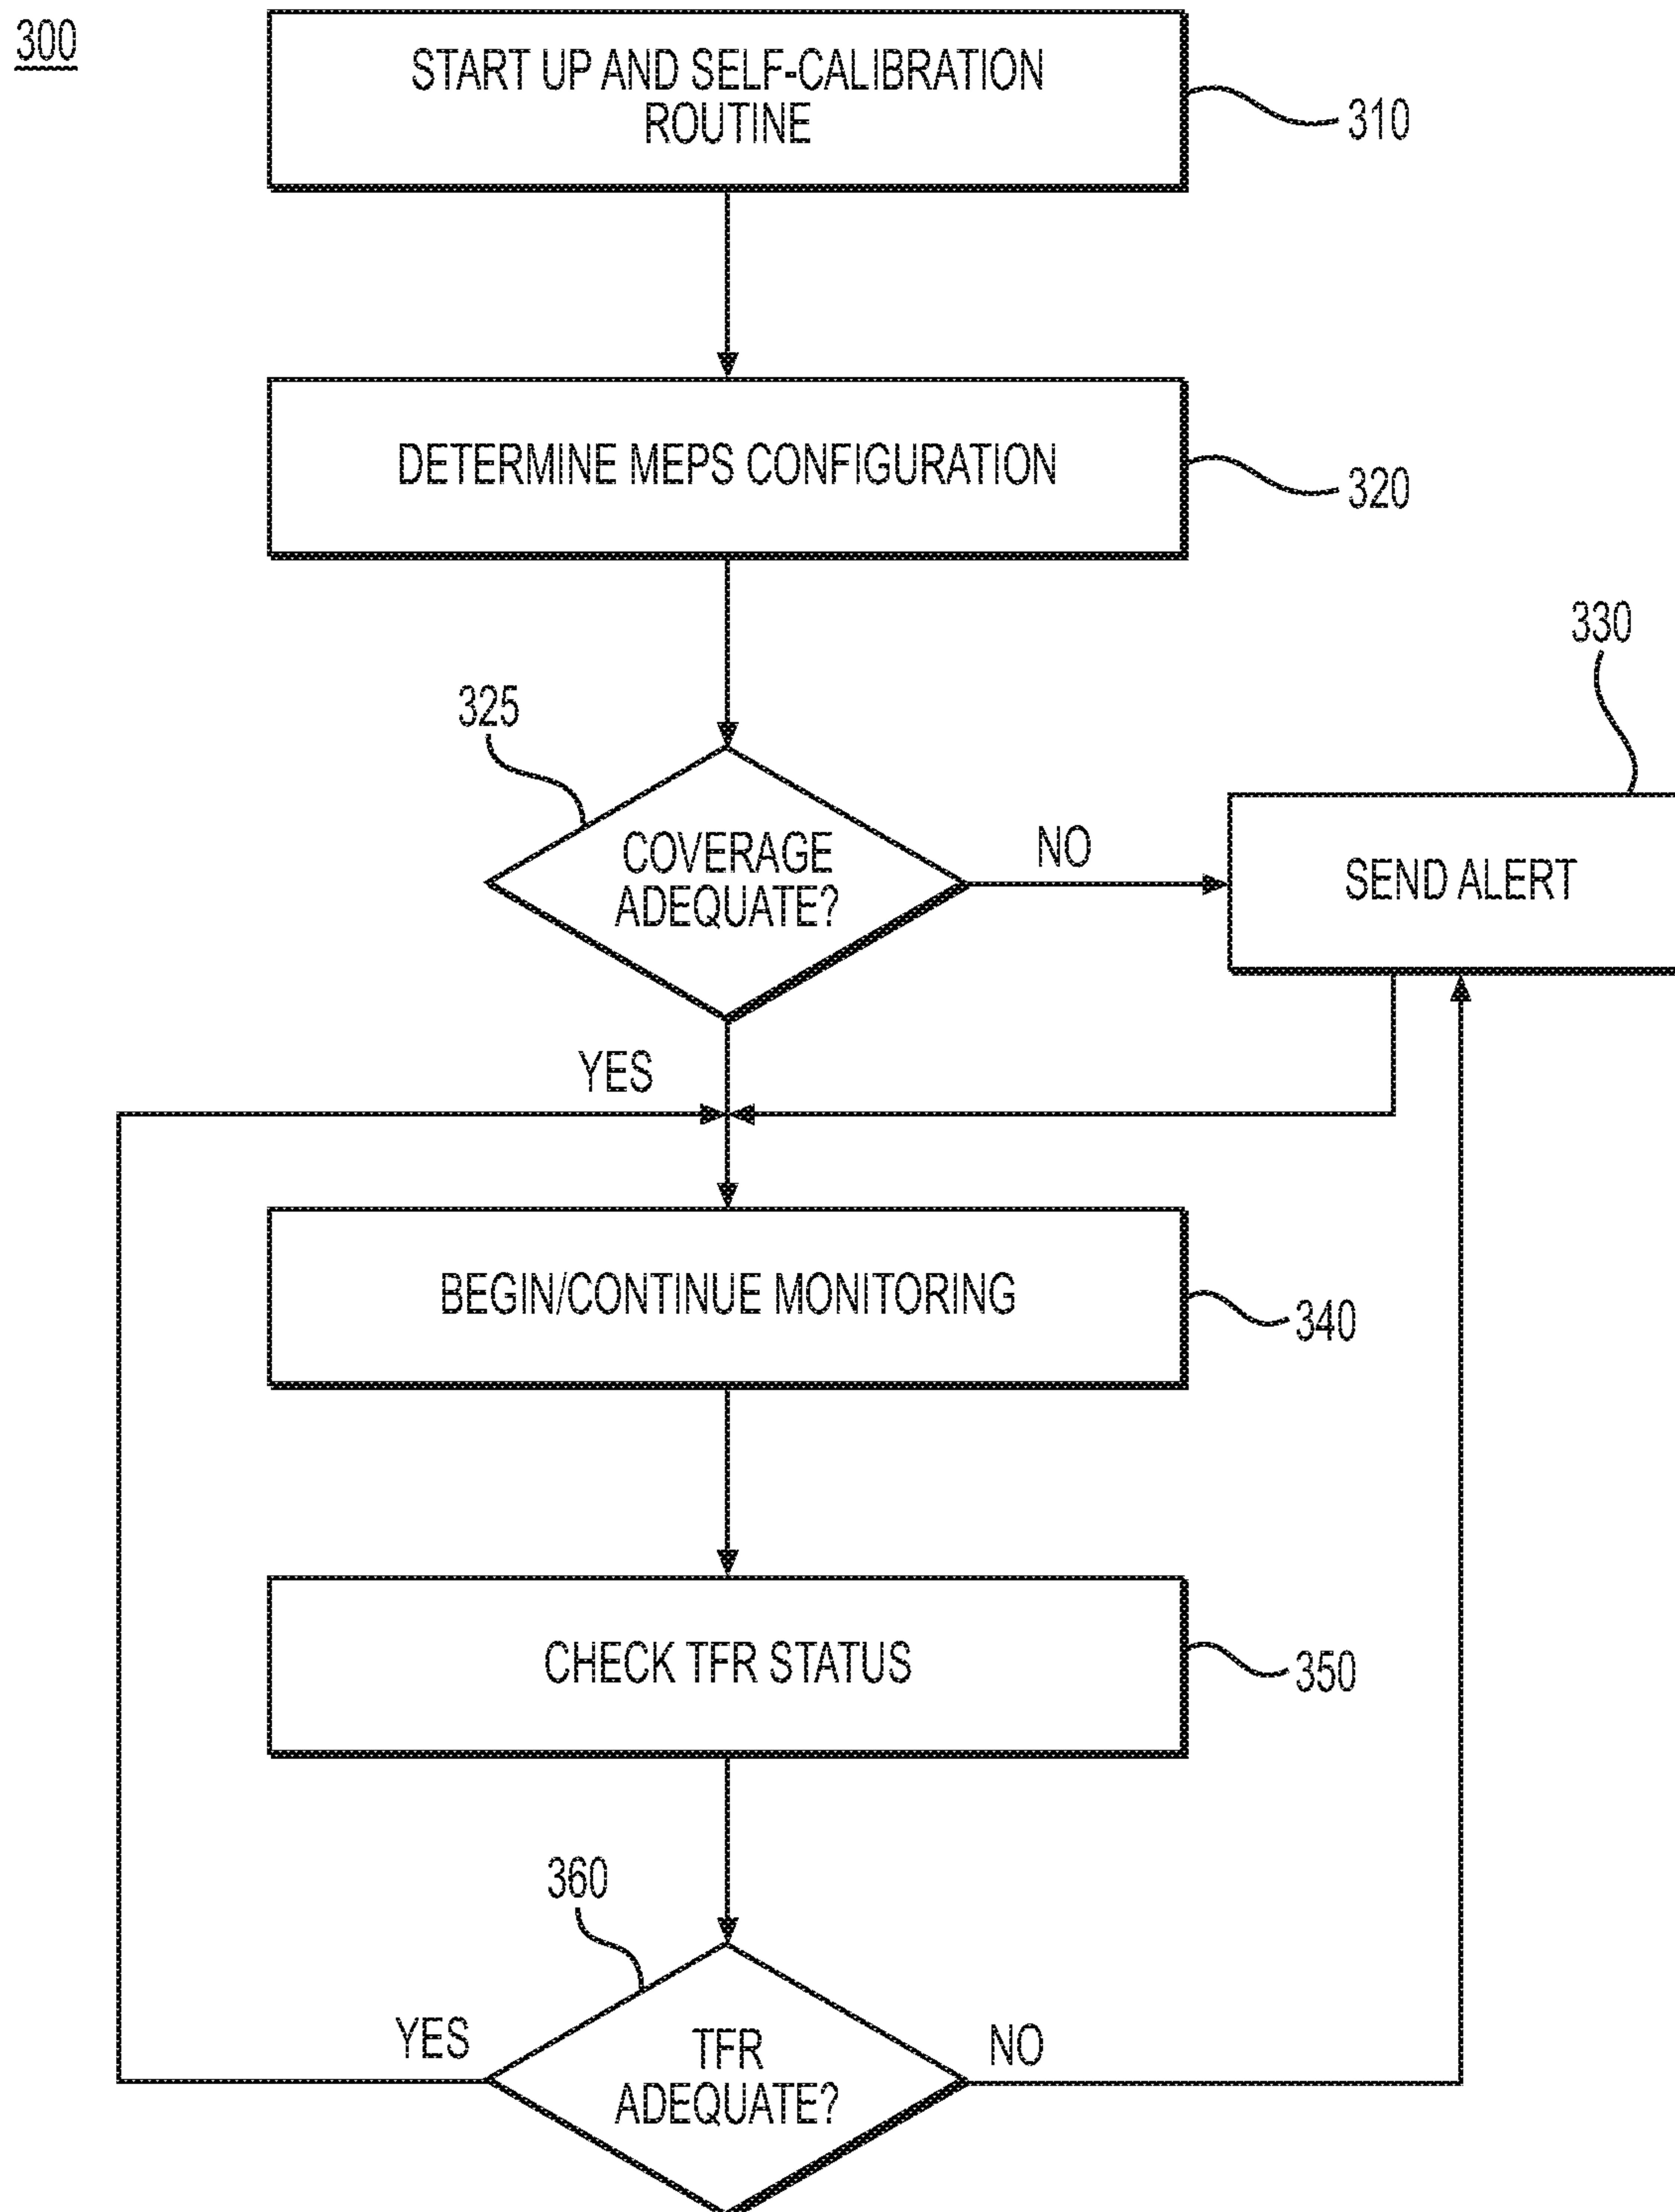 300
START UP AND SELF-CALIBRATION
ROUTINE
310
DETERMINE MEPS CONFIGURATION
320
330
325
COVERAGE
ADEQUATE?
NO
SEND ALERT
YES
BEGIN/CONTINUE MONITORING
340
CHECK TFR STATUS
350
360
YES
TFR
ADEQUATE?
NO